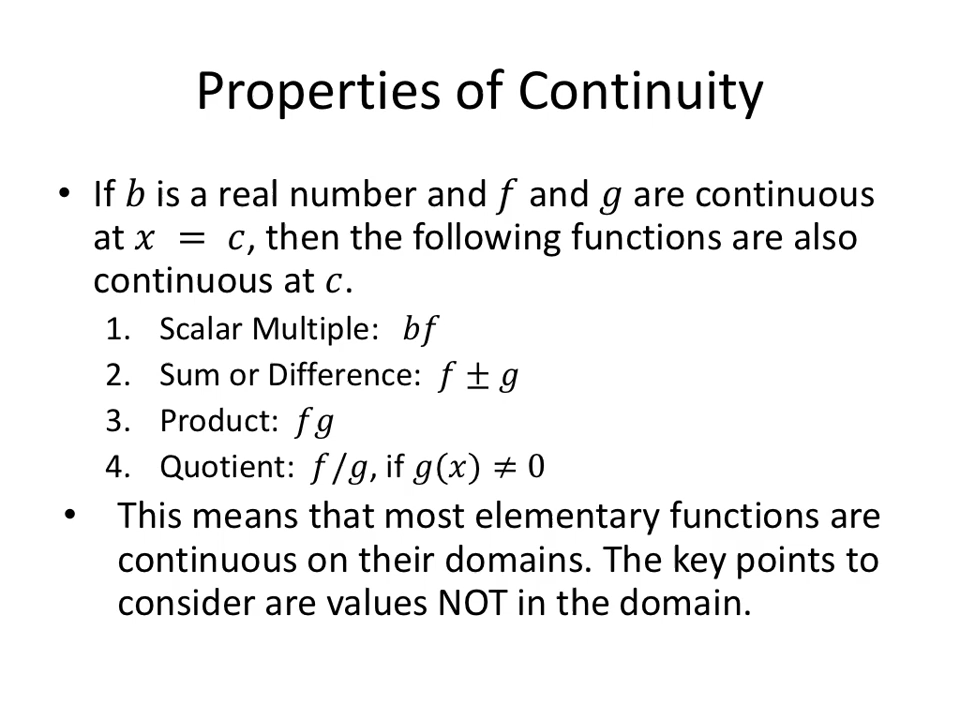 Properties of Continuity
• If 𝑏 is a real number and 𝑓 and 𝑔 are continuous
at 𝑥 = 𝑐, then the following functions are also
continuous at 𝑐.
1. Scalar Multiple: 𝑏𝑓
2. Sum or Difference: 𝑓 ± 𝑔
3. Product: 𝑓𝑔
4. Quotient: 𝑓/𝑔, if 𝑔(𝑥) ≠ 0
• This means that most elementary functions are
continuous on their domains. The key points to
consider are values NOT in the domain.